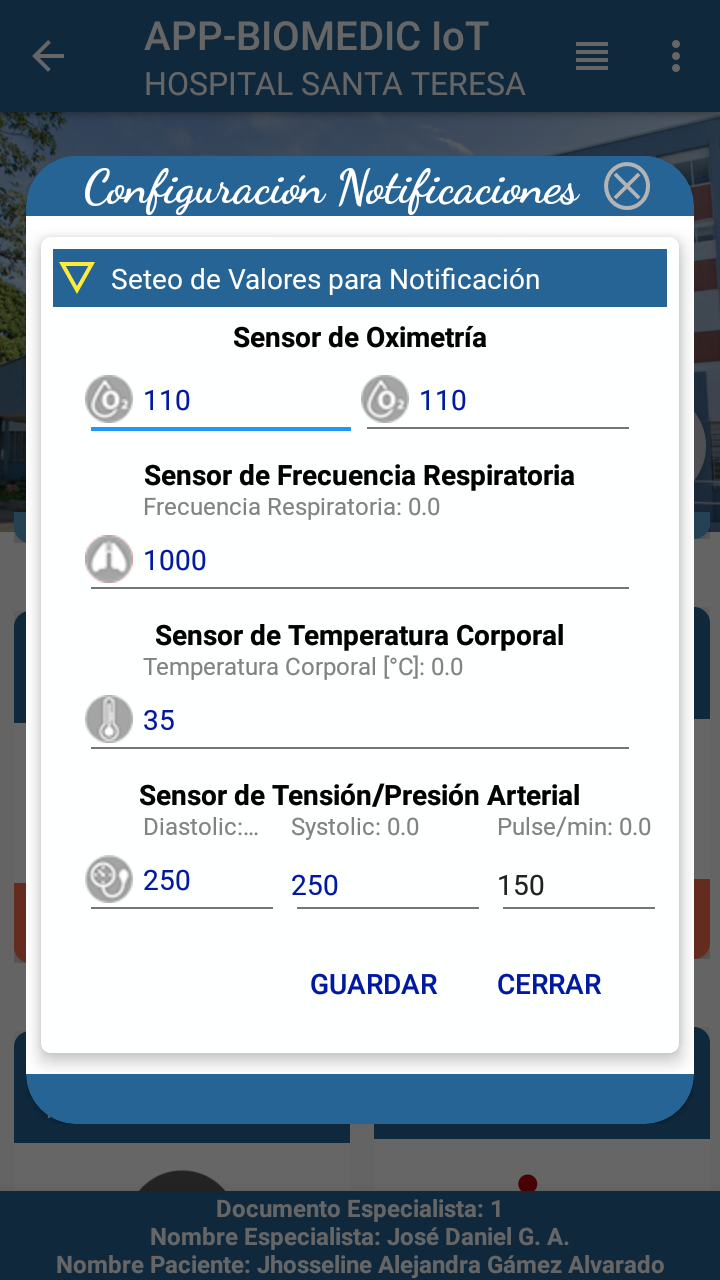 APP-BIOMEDIC IoT
HOSPITAL SANTA TERESA
Configuración Notificaciones
Seteo de Valores para Notificación
Sensor de Oximetría
O2 110 O2 110
Sensor de Frecuencia Respiratoria
Frecuencia Respiratoria: 0.0
1000
Sensor de Temperatura Corporal
Temperatura Corporal [°C]: 0.0
35
Sensor de Tensión/Presión Arterial
Diastolic:... Systolic: 0.0 Pulse/min: 0.0
250 250 150
GUARDAR CERRAR
Documento Especialista: 1
Nombre Especialista: José Daniel G. A.
Nombre Paciente: Jhosseline Alejandra Gámez Alvarado